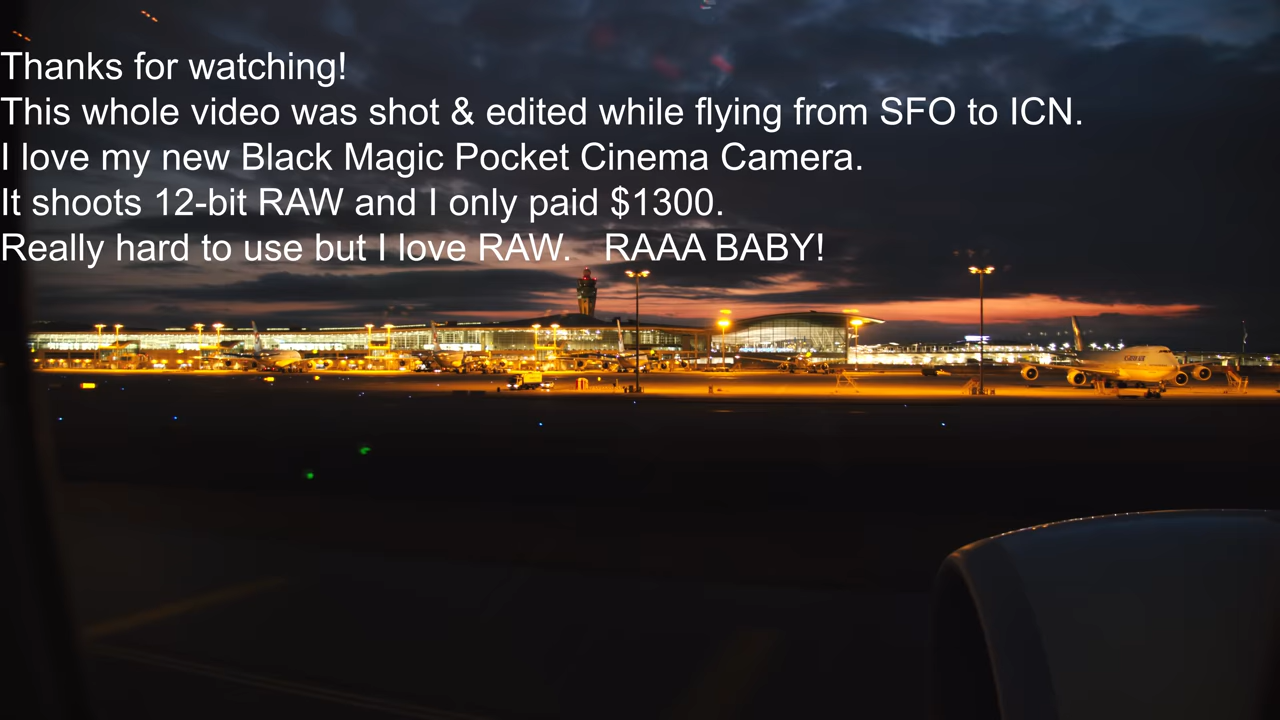 Thanks for watching!
This whole video was shot & edited while flying from SFO to ICN.
I love my new Black Magic Pocket Cinema Camera.
It shoots 12-bit RAW and I only paid $1300.
Really hard to use but I love RAW.   RAAA BABY!